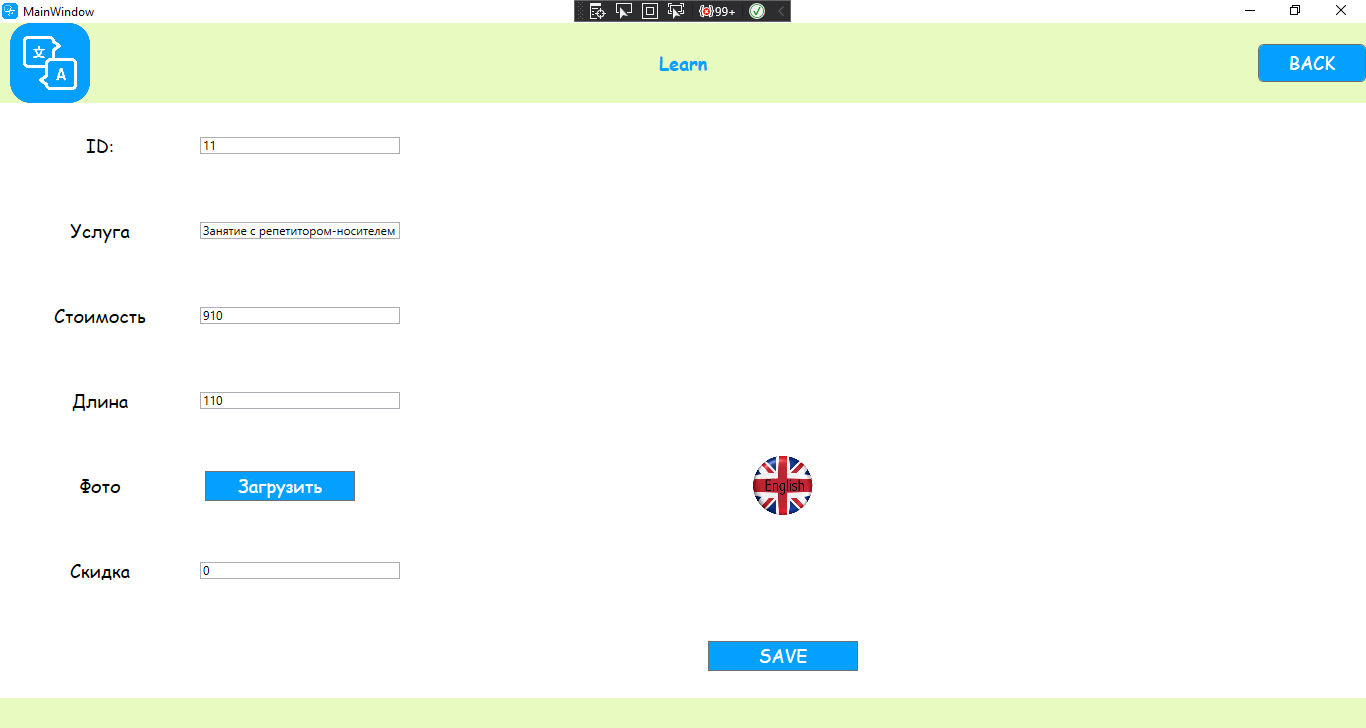 MainWindow
99+
文
A
Learn
BACK
ID:
11
Услуга
Занятие с репетитором-носителем
Стоимость
910
Длина
110
Фото
Загрузить
English
Скидка
0
SAVE